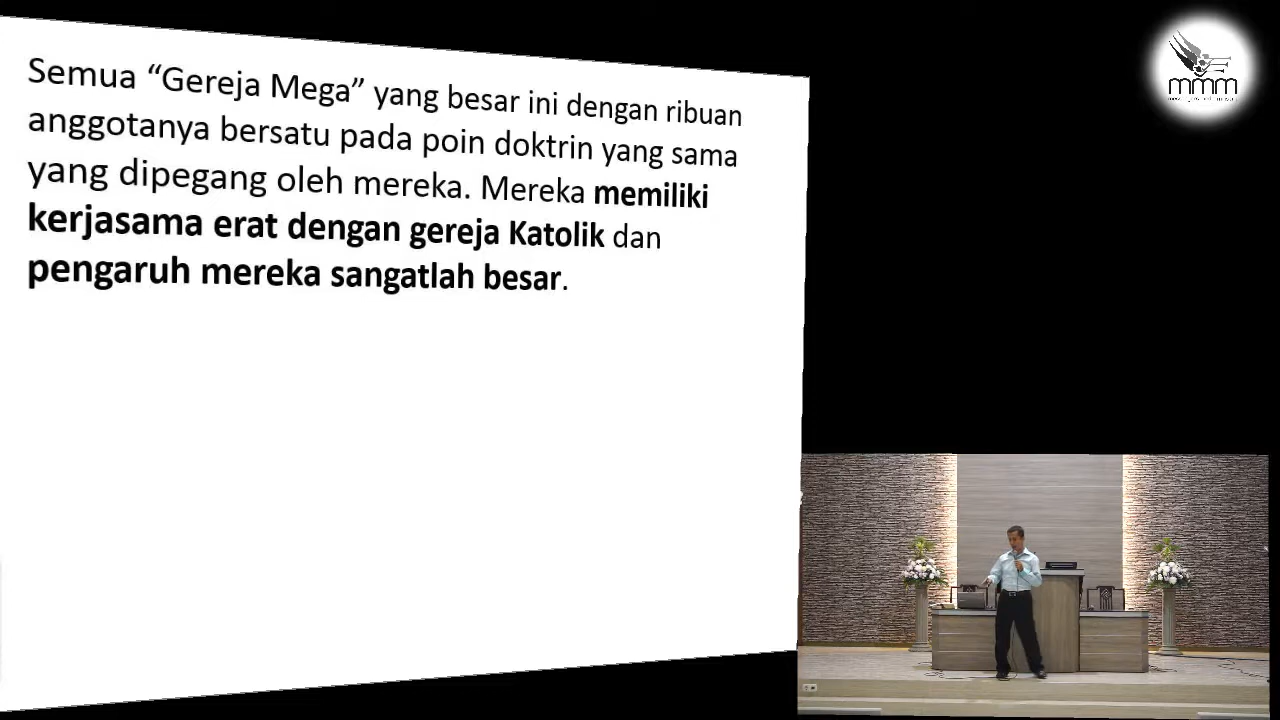 Semua “Gereja Mega” yang besar ini dengan ribuan
anggotanya bersatu pada poin doktrin yang sama
yang dipegang oleh mereka. Mereka memiliki
kerjasama erat dengan gereja Katolik dan
pengaruh mereka sangatlah besar.
mmm